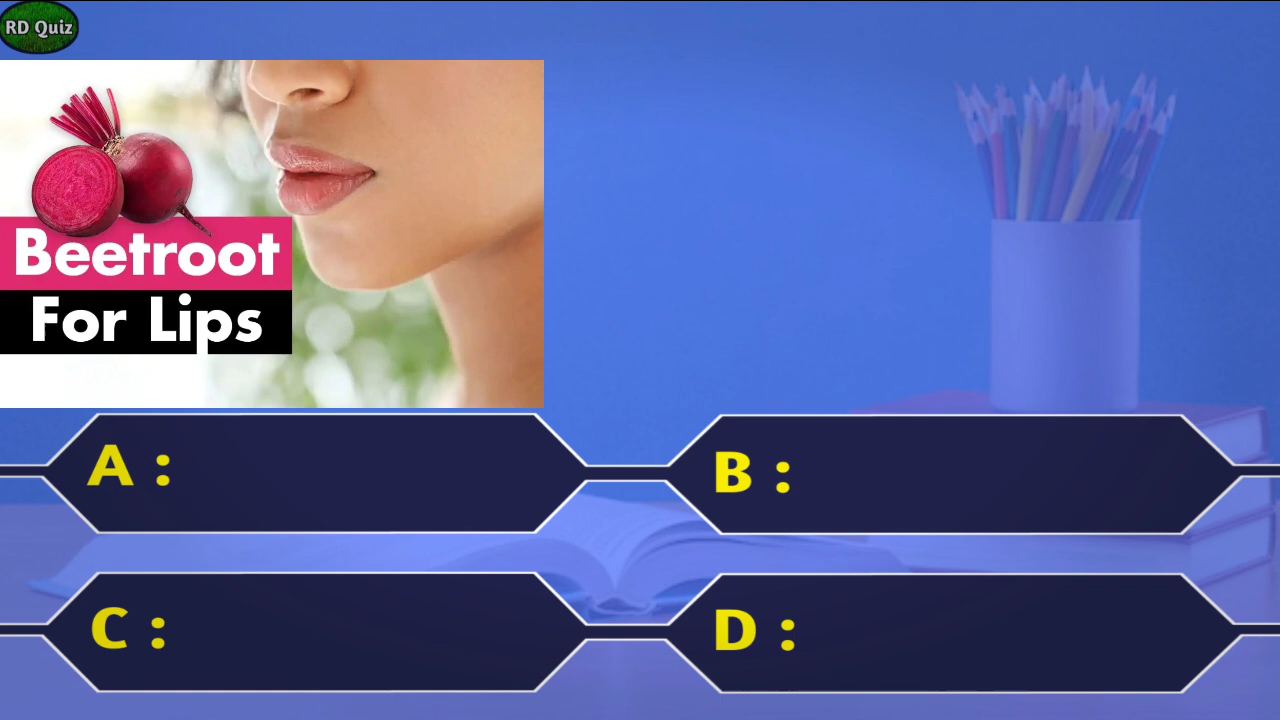 RD Quiz
Beetroot
For Lips
A :
B :
C :
D :